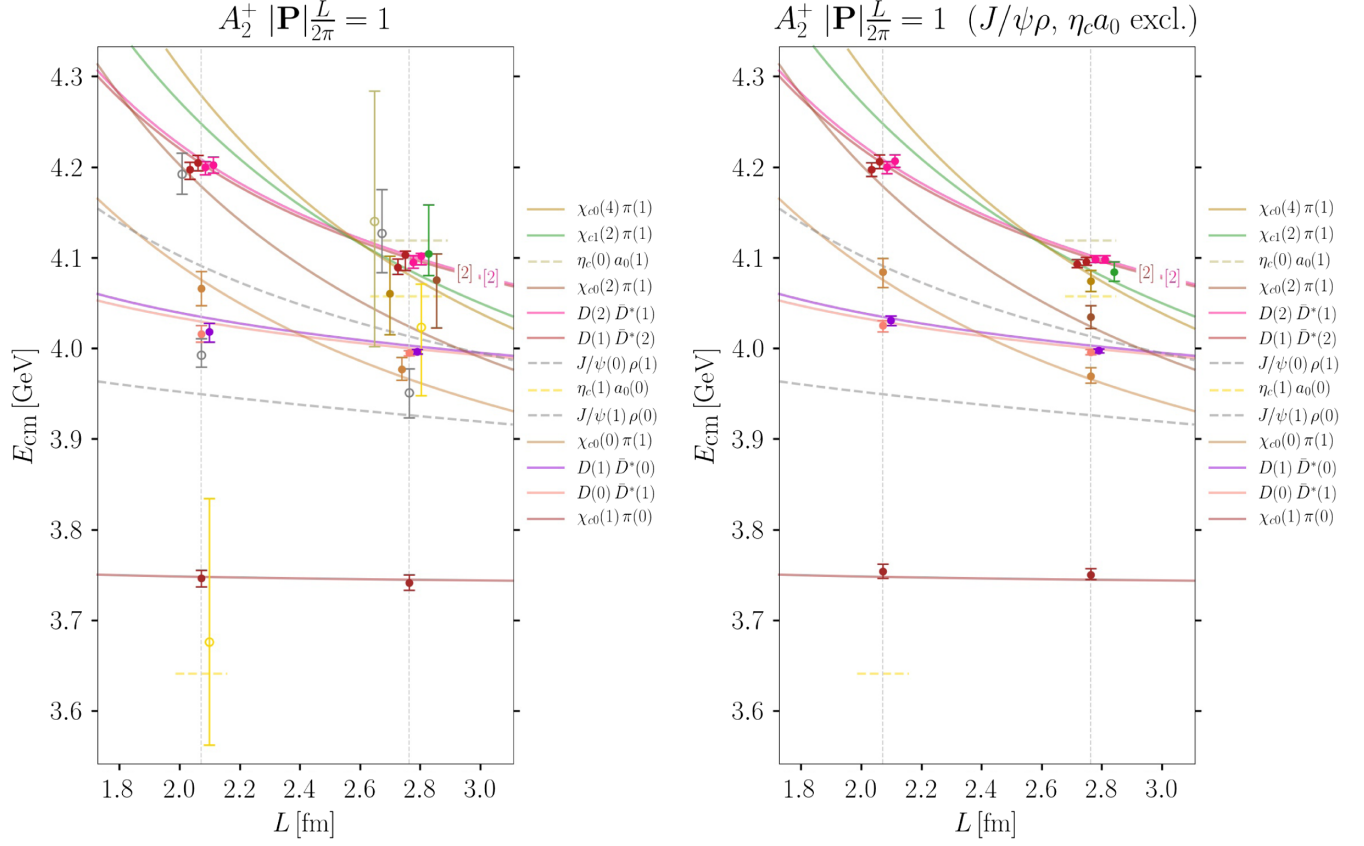 A₂⁺ |P| L/2π = 1
E_cm [GeV]
4.3
4.2
4.1
4.0
3.9
3.8
3.7
3.6
1.8 2.0 2.2 2.4 2.6 2.8 3.0
L [fm]
[2] [2]
χ_c0(4) π(1)
χ_c1(2) π(1)
η_c(0) a₀(1)
χ_c0(2) π(1)
D(2) D̄*(1)
D(1) D̄*(2)
J/ψ(0) ρ(1)
η_c(1) a₀(0)
J/ψ(1) ρ(0)
χ_c0(0) π(1)
D(1) D̄*(0)
D(0) D̄*(1)
χ_c0(1) π(0)
A₂⁺ |P| L/2π = 1 (J/ψρ, η_c a₀ excl.)
E_cm [GeV]
4.3
4.2
4.1
4.0
3.9
3.8
3.7
3.6
1.8 2.0 2.2 2.4 2.6 2.8 3.0
L [fm]
[2] [2]
χ_c0(4) π(1)
χ_c1(2) π(1)
η_c(0) a₀(1)
χ_c0(2) π(1)
D(2) D̄*(1)
D(1) D̄*(2)
J/ψ(0) ρ(1)
η_c(1) a₀(0)
J/ψ(1) ρ(0)
χ_c0(0) π(1)
D(1) D̄*(0)
D(0) D̄*(1)
χ_c0(1) π(0)